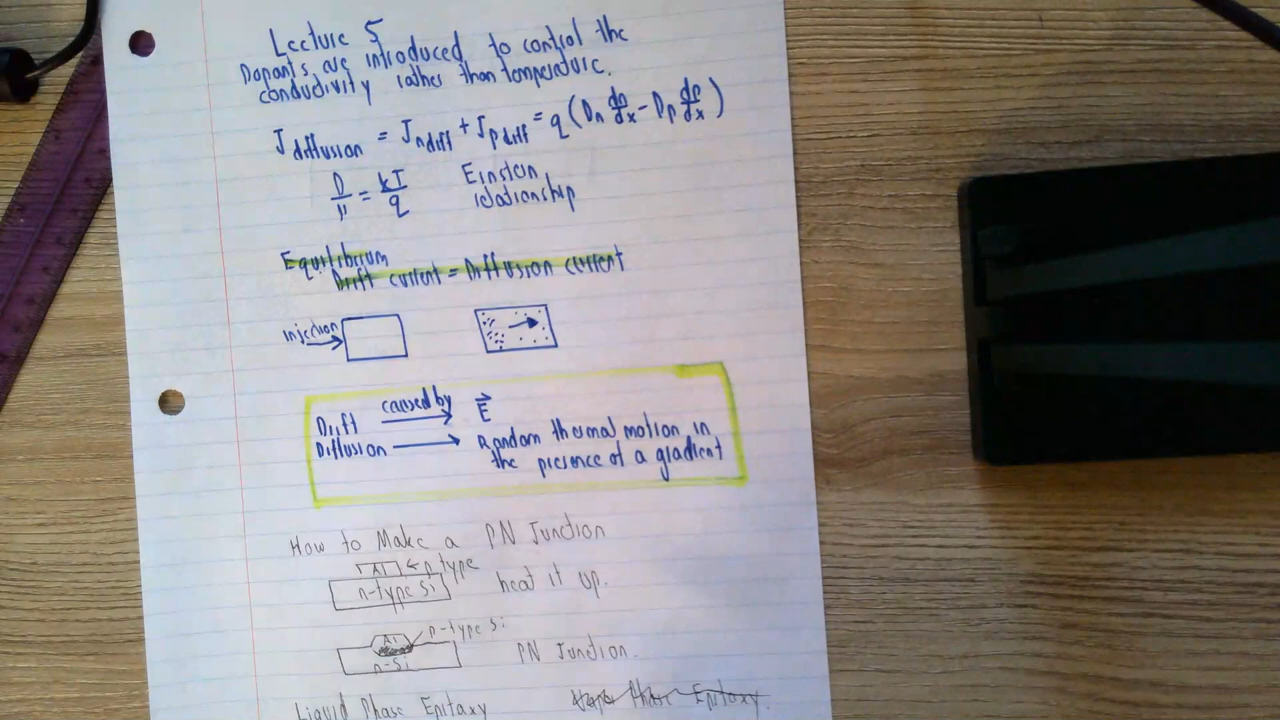 Lecture 5
Dopants are introduced to control the
conductivity rather than temperature.
J diffusion = J n diff + J p diff = q (Dn dn/dx - Dp dp/dx)
D/μ = kT/q Einstein
relationship
Equilibrium
Drift current = Diffusion current
injection
Drift caused by E⃗
Diffusion → Random thermal motion in
the presence of a gradient
How to Make a PN Junction
Al ← p type
n-type Si heat it up.
Al p-type Si
n-Si PN Junction.
Liquid Phase Epitaxy Phase Epitaxy.